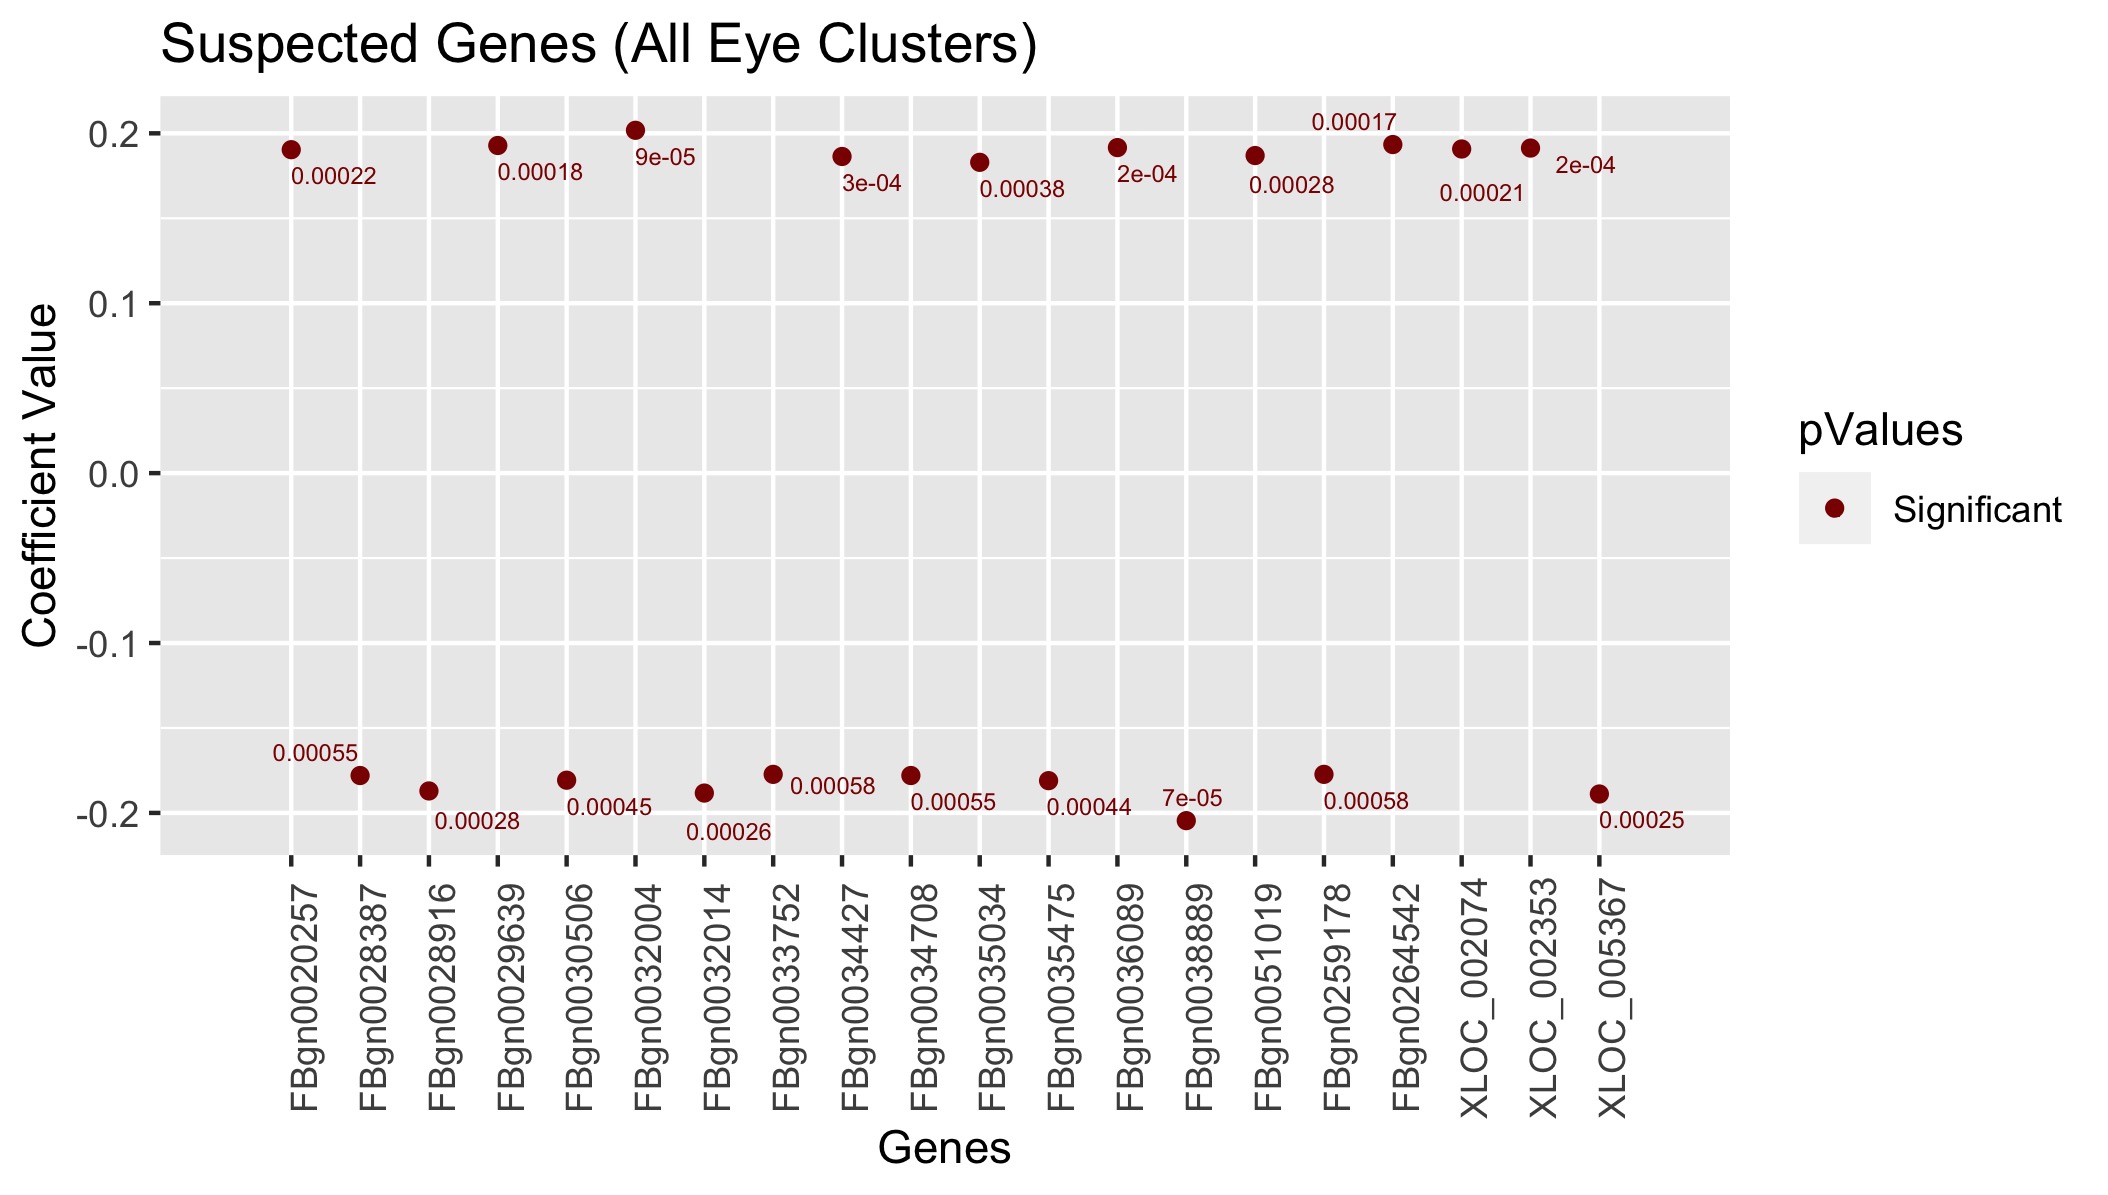 Suspected Genes (All Eye Clusters)
Coefficient Value
0.2
0.1
0.0
-0.1
-0.2
0.00022
0.00018
9e-05
3e-04
0.00038
2e-04
0.00028
0.00017
0.00021
2e-04
0.00055
0.00028
0.00045
0.00026
0.00058
0.00055
0.00044
7e-05
0.00058
0.00025
FBgn0020257
FBgn0028387
FBgn0028916
FBgn0029639
FBgn0030506
FBgn0032004
FBgn0032014
FBgn0033752
FBgn0034427
FBgn0034708
FBgn0035034
FBgn0035475
FBgn0036089
FBgn0038889
FBgn0051019
FBgn0259178
FBgn0264542
XLOC_002074
XLOC_002353
XLOC_005367
Genes
pValues
Significant